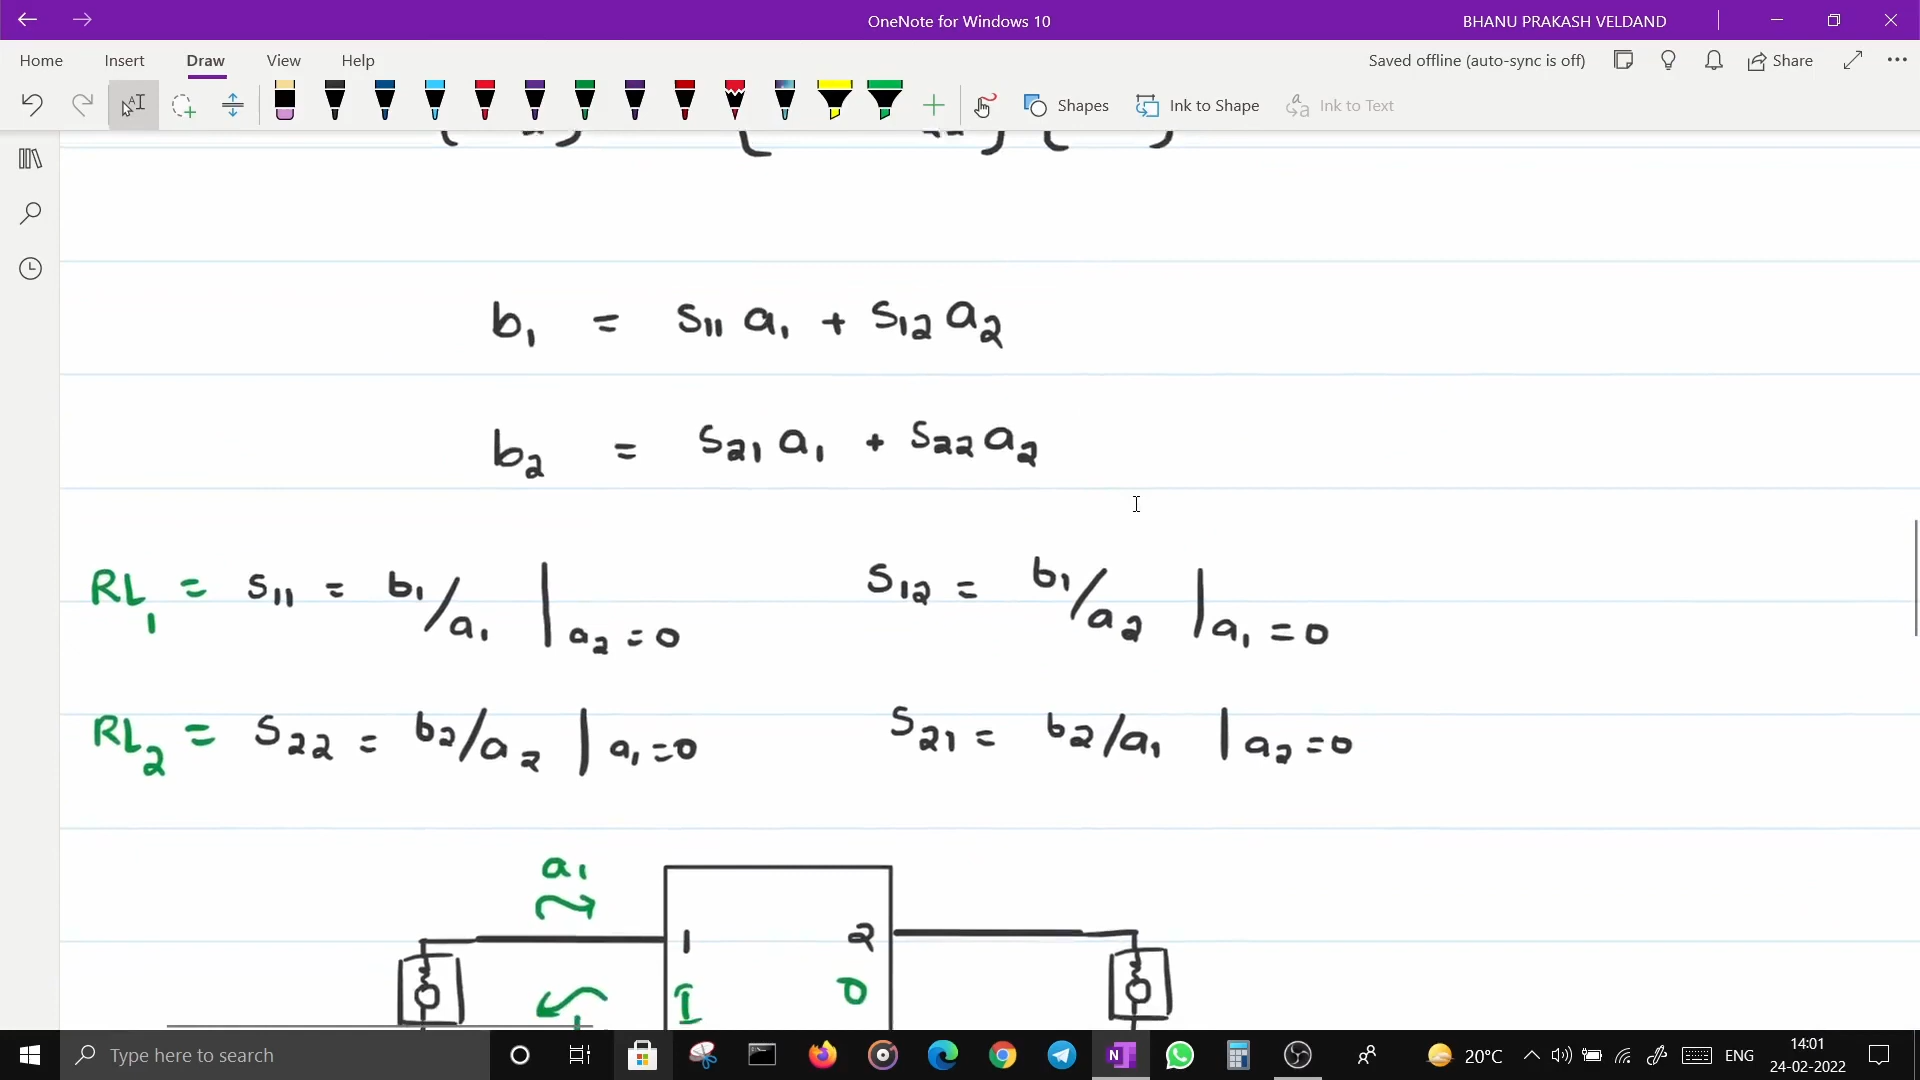 OneNote for Windows 10
BHANU PRAKASH VELDAND
Home Insert Draw View Help
Saved offline (auto-sync is off) Share
Shapes Ink to Shape Ink to Text
b₁ = S₁₁ a₁ + S₁₂ a₂
b₂ = S₂₁ a₁ + S₂₂ a₂
RL₁ = S₁₁ = b₁/a₁ | a₂ = 0
S₁₂ = b₁/a₂ | a₁ = 0
RL₂ = S₂₂ = b₂/a₂ | a₁ = 0
S₂₁ = b₂/a₁ | a₂ = 0
a₁
1 2
I O
Type here to search
20°C ENG
14:01
24-02-2022